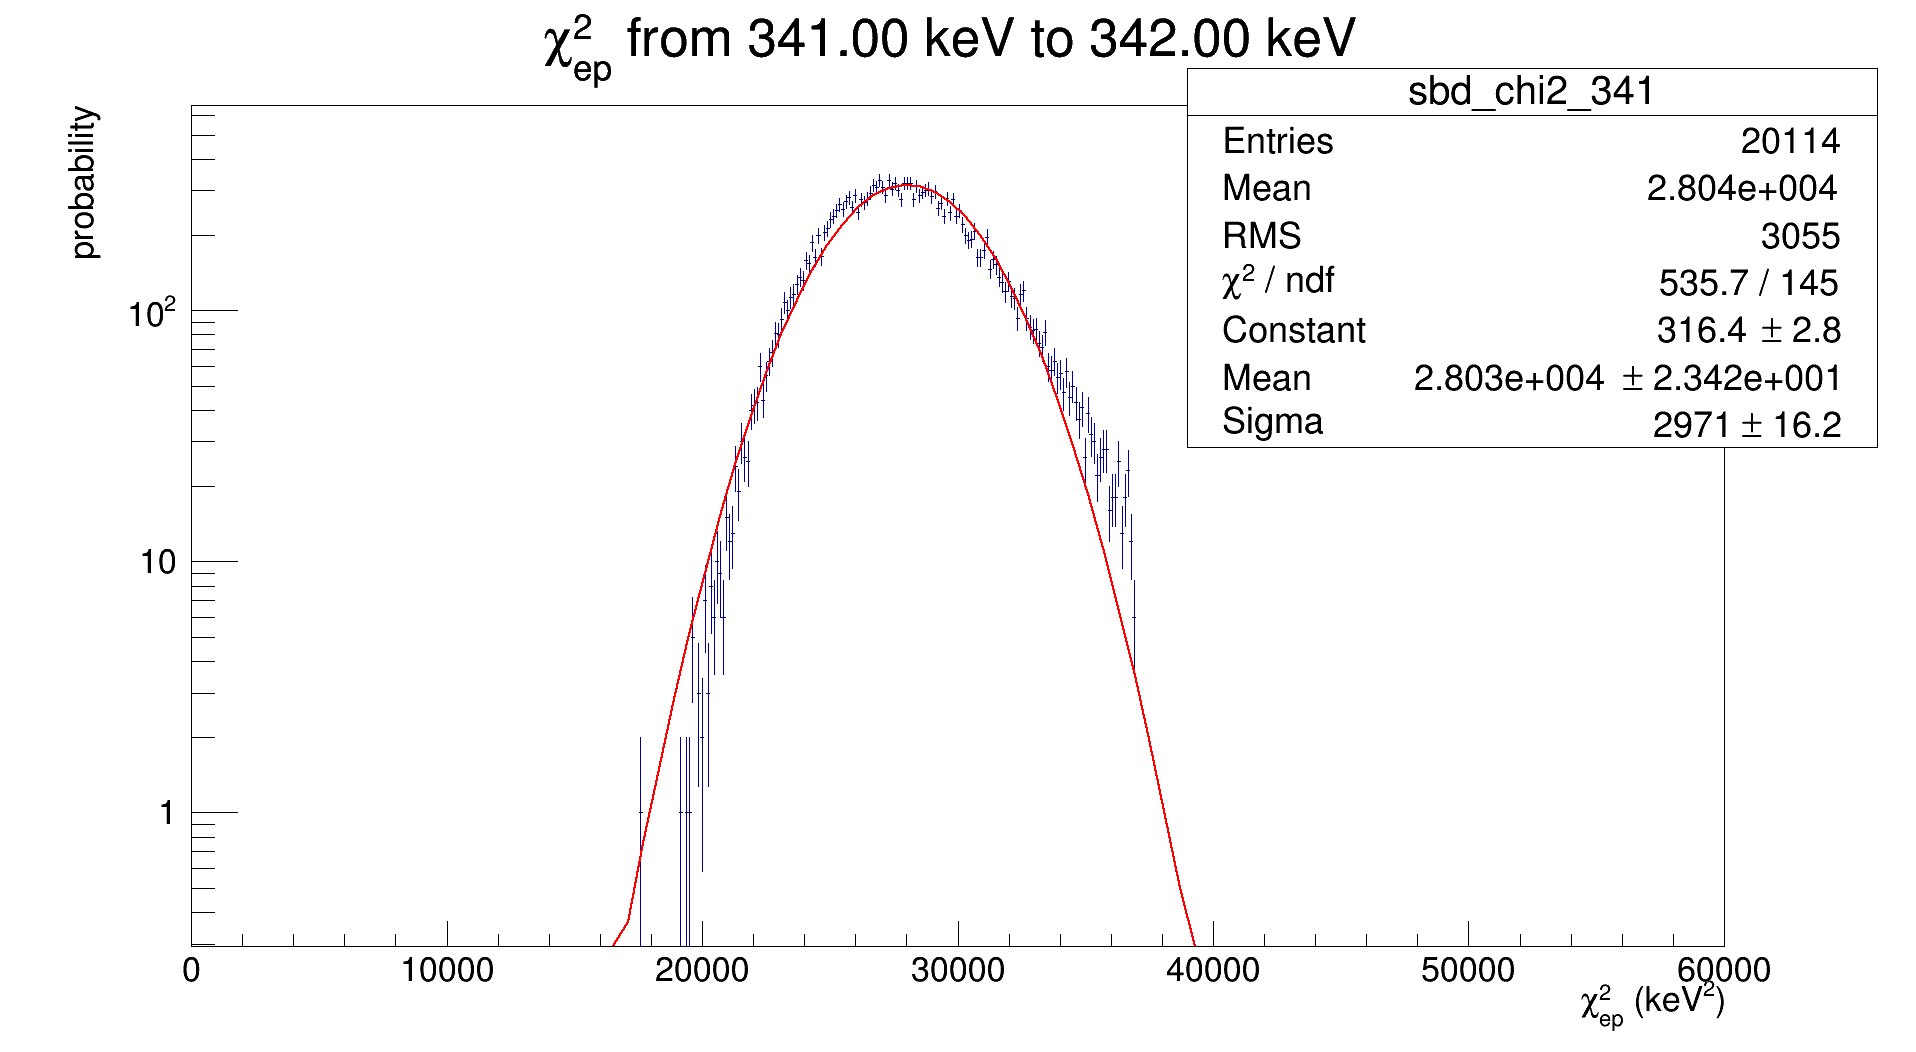 χ²ep from 341.00 keV to 342.00 keV
sbd_chi2_341
Entries 20114
Mean 2.804e+004
RMS 3055
χ² / ndf 535.7 / 145
Constant 316.4 ± 2.8
Mean 2.803e+004 ± 2.342e+001
Sigma 2971 ± 16.2
probability
10²
10
1
0 10000 20000 30000 40000 50000 60000
χ²ep (keV²)